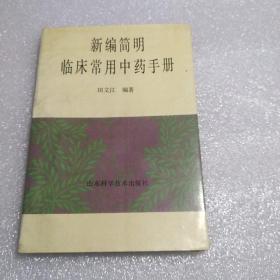 新编简明
临床常用中药手册
田文江 编著
山东科学技术出版社